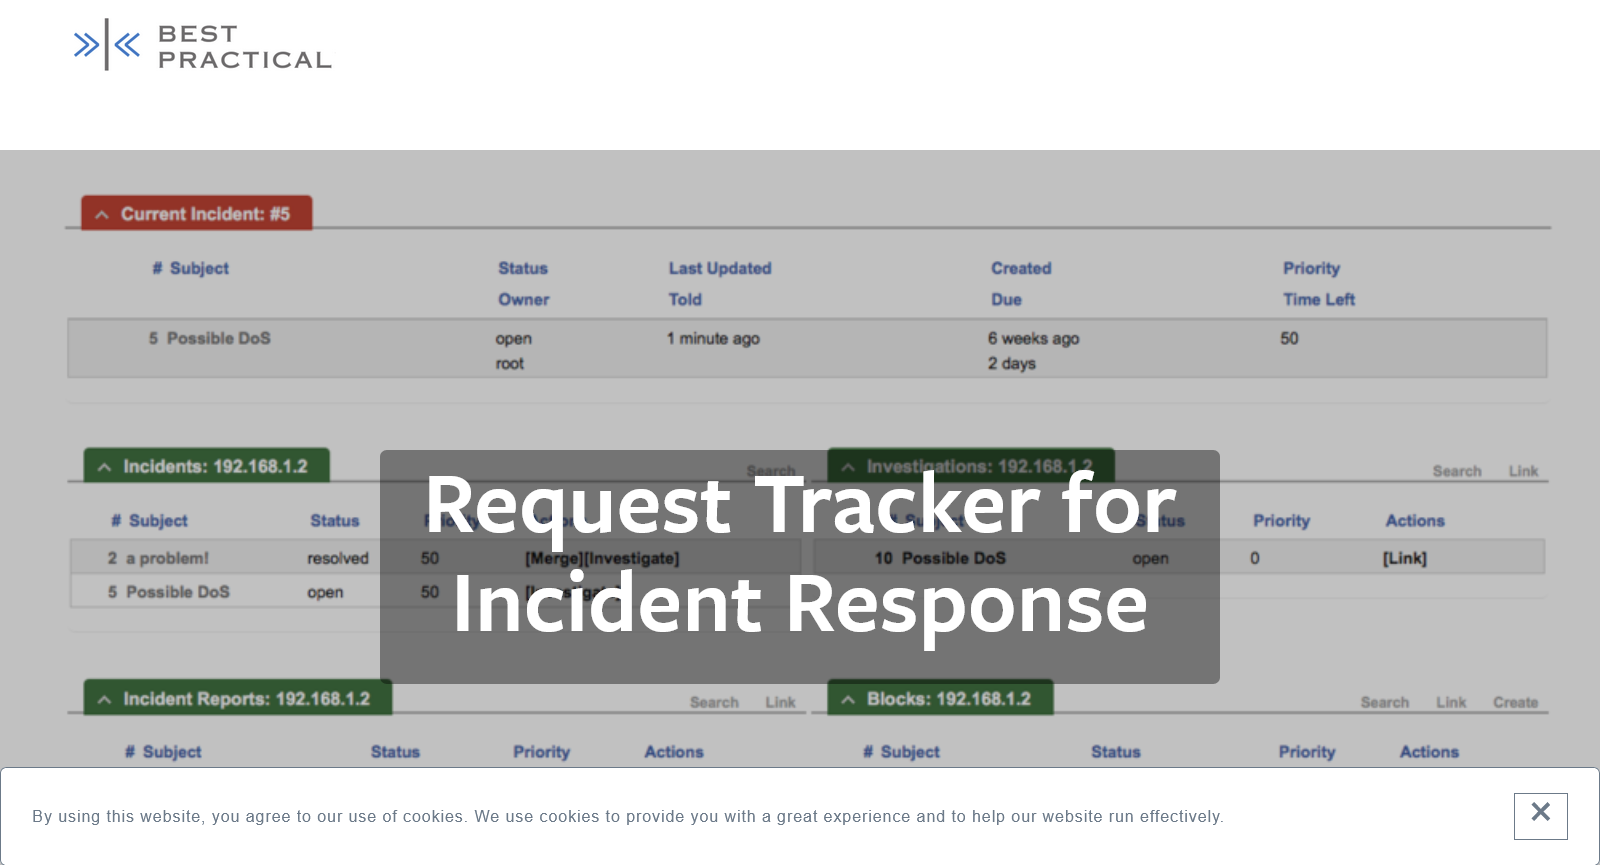 BEST
PRACTICAL
Current Incident: #5
# Subject Status Last Updated Created Priority
Owner Told Due Time Left
5 Possible DoS open 1 minute ago 6 weeks ago 50
root 2 days
Incidents: 192.168.1.2 Search
Investigations: 192.168.1.2 Search Link
# Subject Status Priority Actions
# Subject Status Priority Actions
2 a problem! resolved 50 [Merge][Investigate]
10 Possible DoS open 0 [Link]
5 Possible DoS open 50 [Investigate]
Request Tracker for
Incident Response
Incident Reports: 192.168.1.2 Search Link
Blocks: 192.168.1.2 Search Link Create
# Subject Status Priority Actions
# Subject Status Priority Actions
By using this website, you agree to our use of cookies. We use cookies to provide you with a great experience and to help our website run effectively.